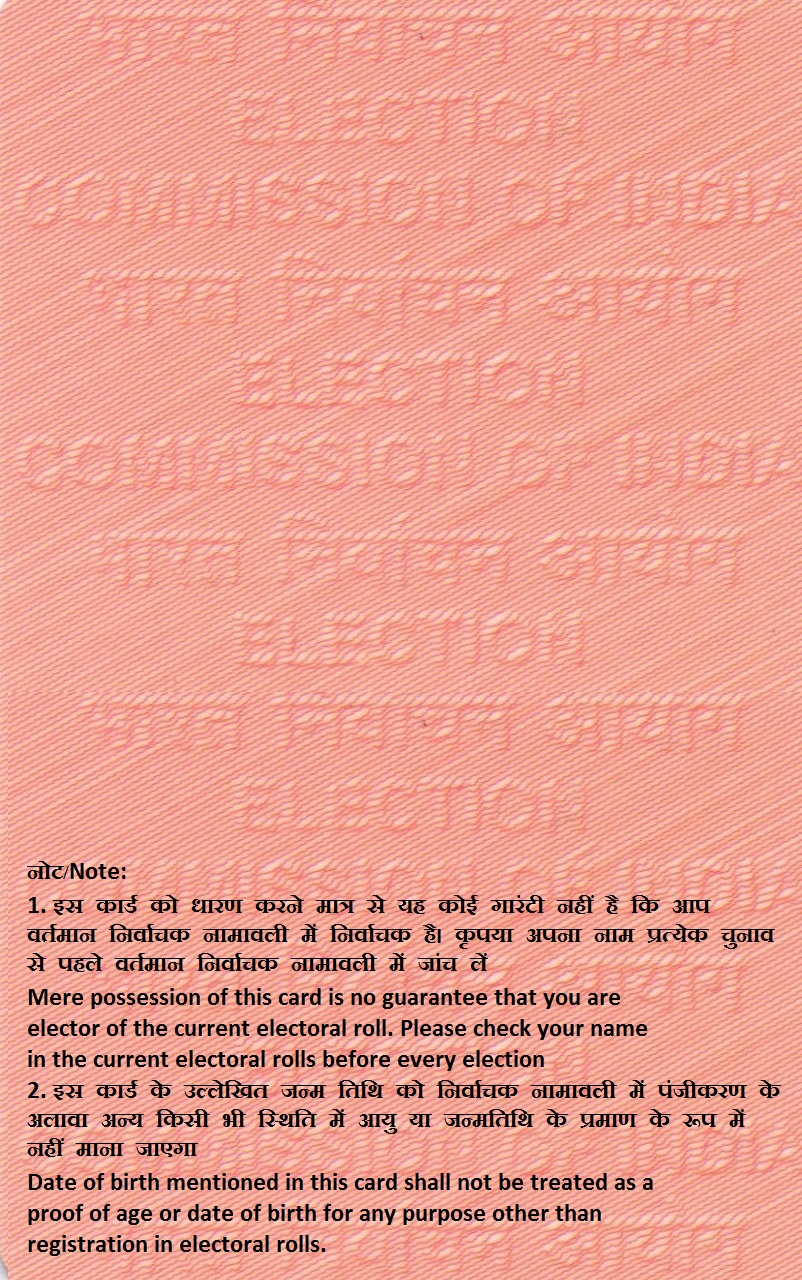 भारत निर्वाचन आयोग
ELECTION
COMMISSION OF INDIA
भारत निर्वाचन आयोग
ELECTION
COMMISSION OF INDIA
भारत निर्वाचन आयोग
ELECTION
भारत निर्वाचन आयोग
ELECTION
नोट/Note:
1. इस कार्ड को धारण करने मात्र से यह कोई गारंटी नहीं है कि आप
वर्तमान निर्वाचक नामावली में निर्वाचक है। कृपया अपना नाम प्रत्येक चुनाव
से पहले वर्तमान निर्वाचक नामावली में जांच लें
Mere possession of this card is no guarantee that you are
elector of the current electoral roll. Please check your name
in the current electoral rolls before every election
2. इस कार्ड के उल्लेखित जन्म तिथि को निर्वाचक नामावली में पंजीकरण के
अलावा अन्य किसी भी स्थिति में आयु या जन्मतिथि के प्रमाण के रूप में
नहीं माना जाएगा
Date of birth mentioned in this card shall not be treated as a
proof of age or date of birth for any purpose other than
registration in electoral rolls.